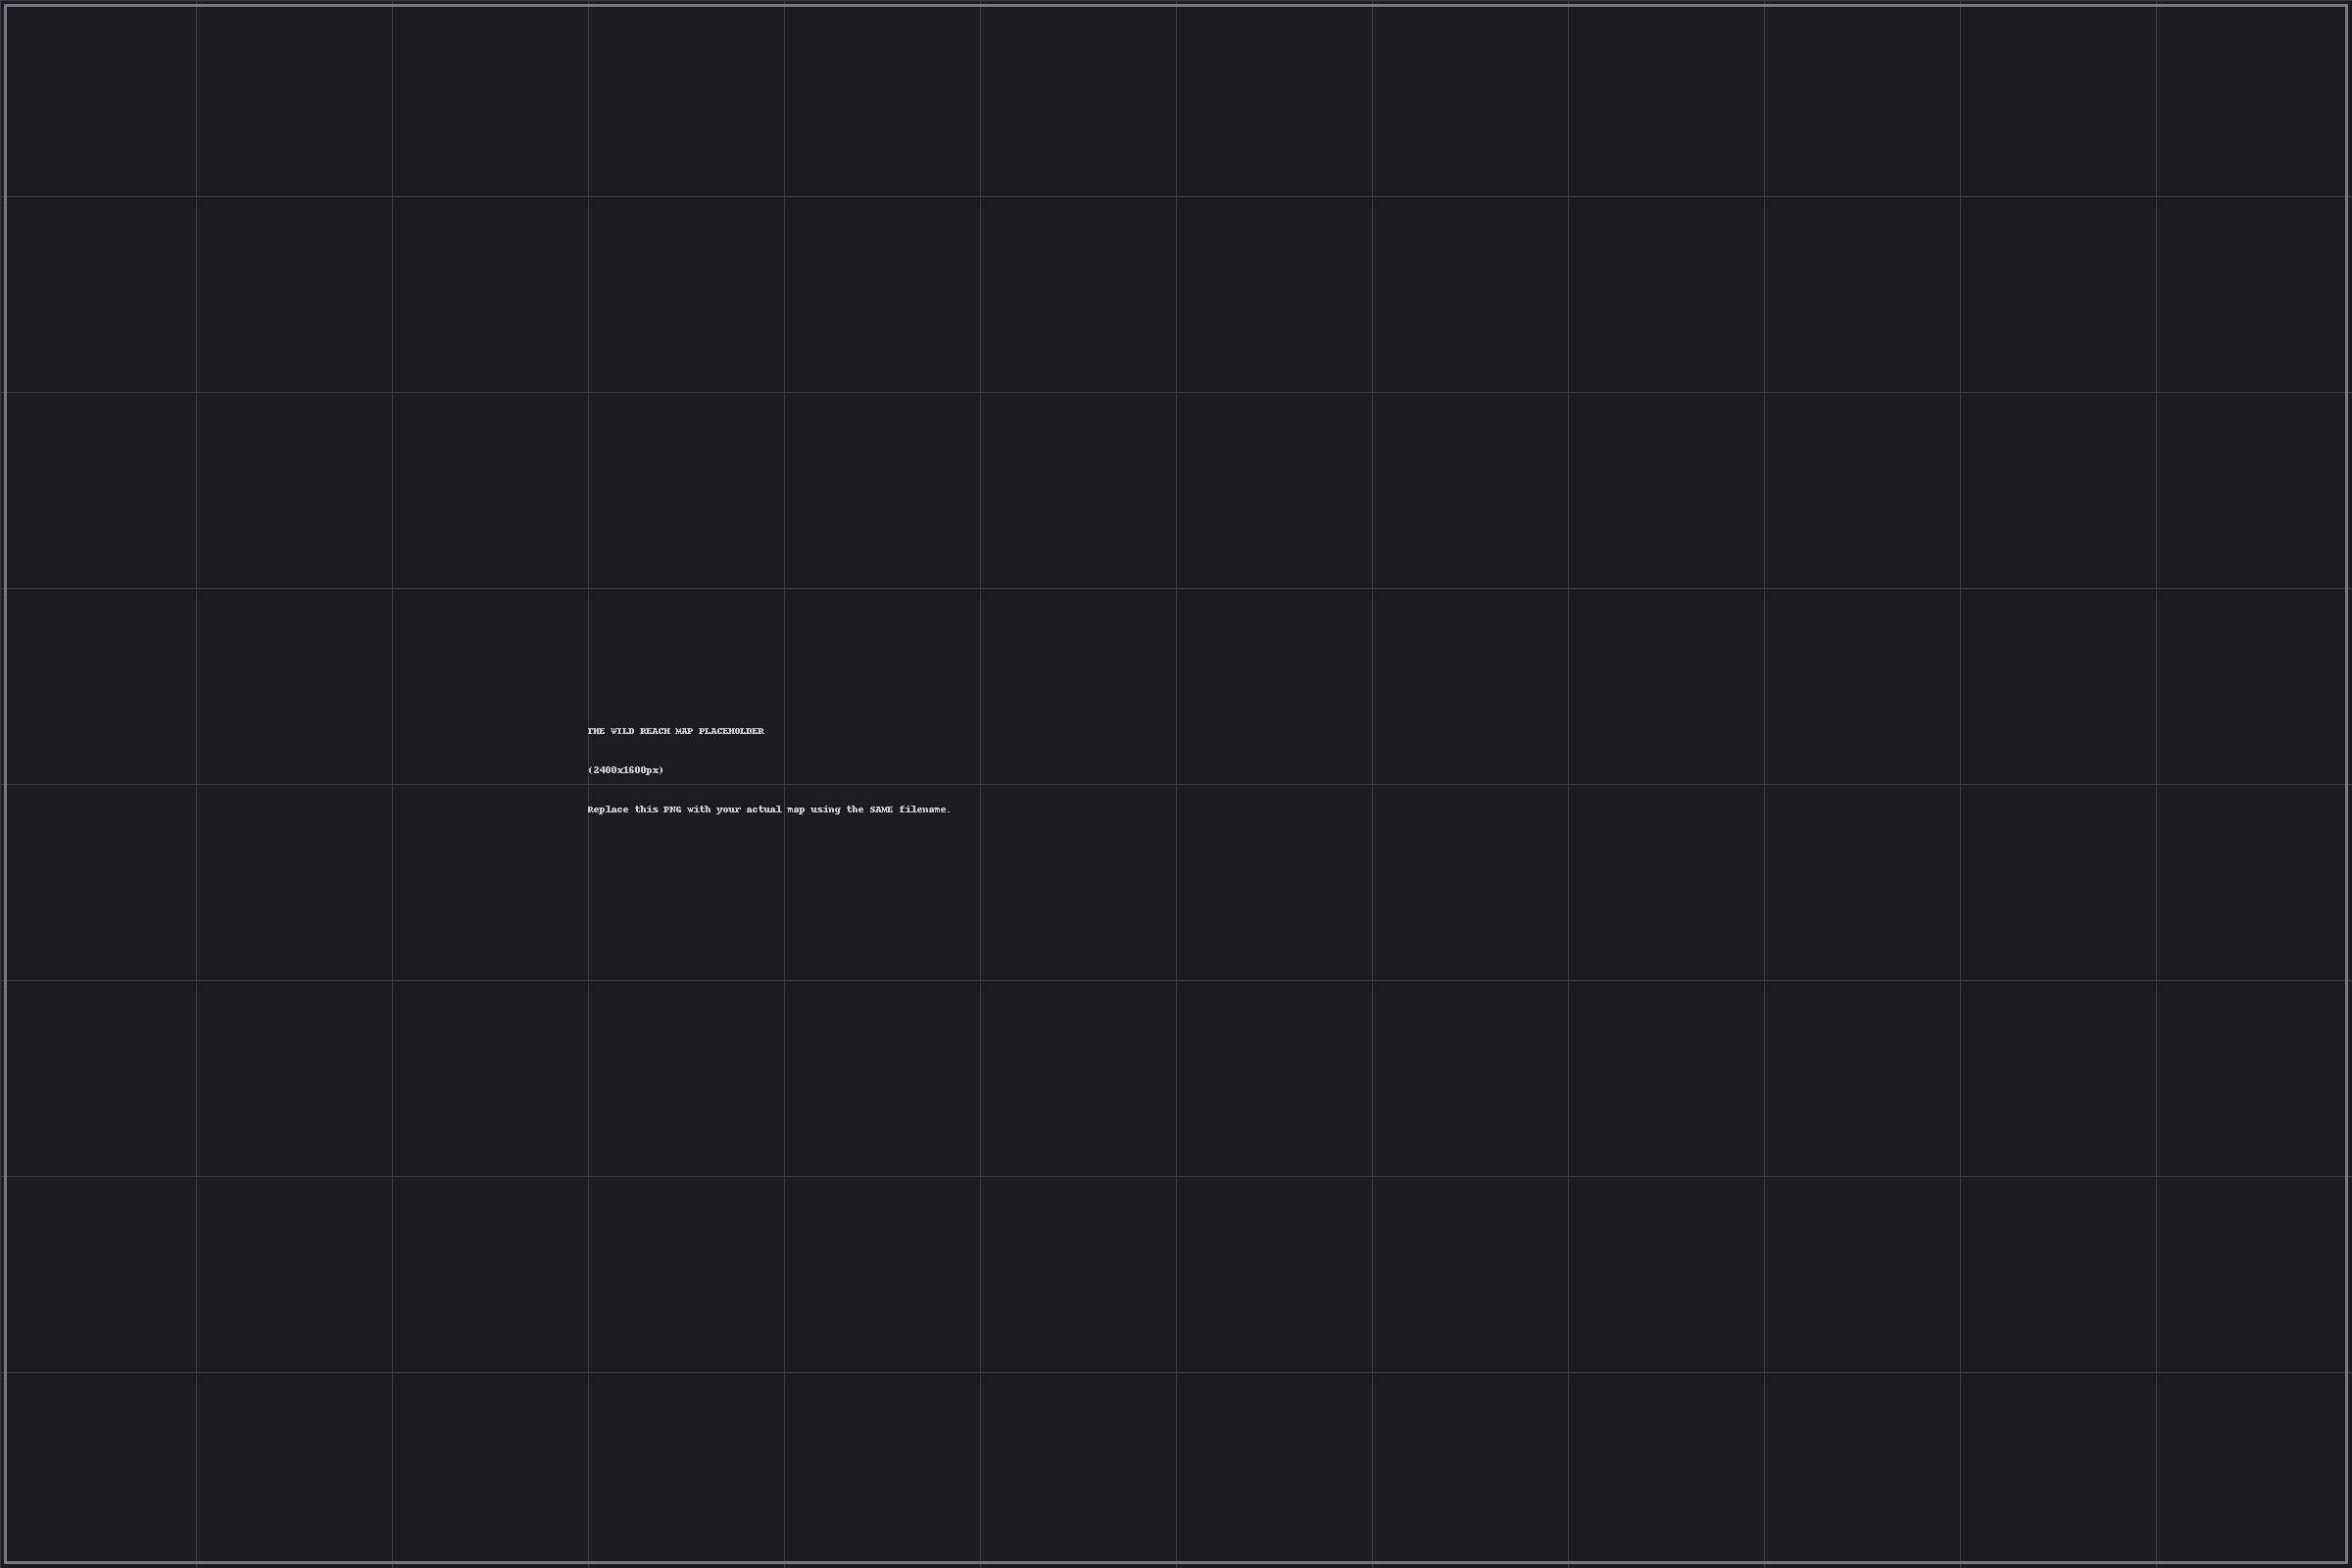 THE WILD REACH MAP PLACEHOLDER
(2400x1600px)
Replace this PNG with your actual map using the SAME filename.